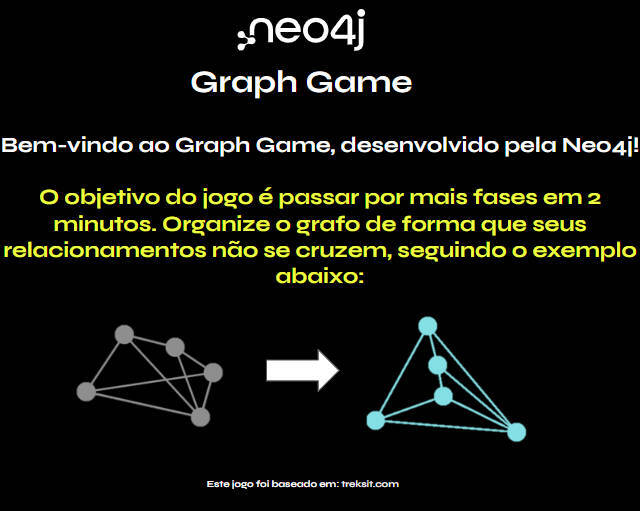 neo4j
Graph Game
Bem-vindo ao Graph Game, desenvolvido pela Neo4j!
O objetivo do jogo é passar por mais fases em 2
minutos. Organize o grafo de forma que seus
relacionamentos não se cruzem, seguindo o exemplo
abaixo:
Este jogo foi baseado em: treksit.com